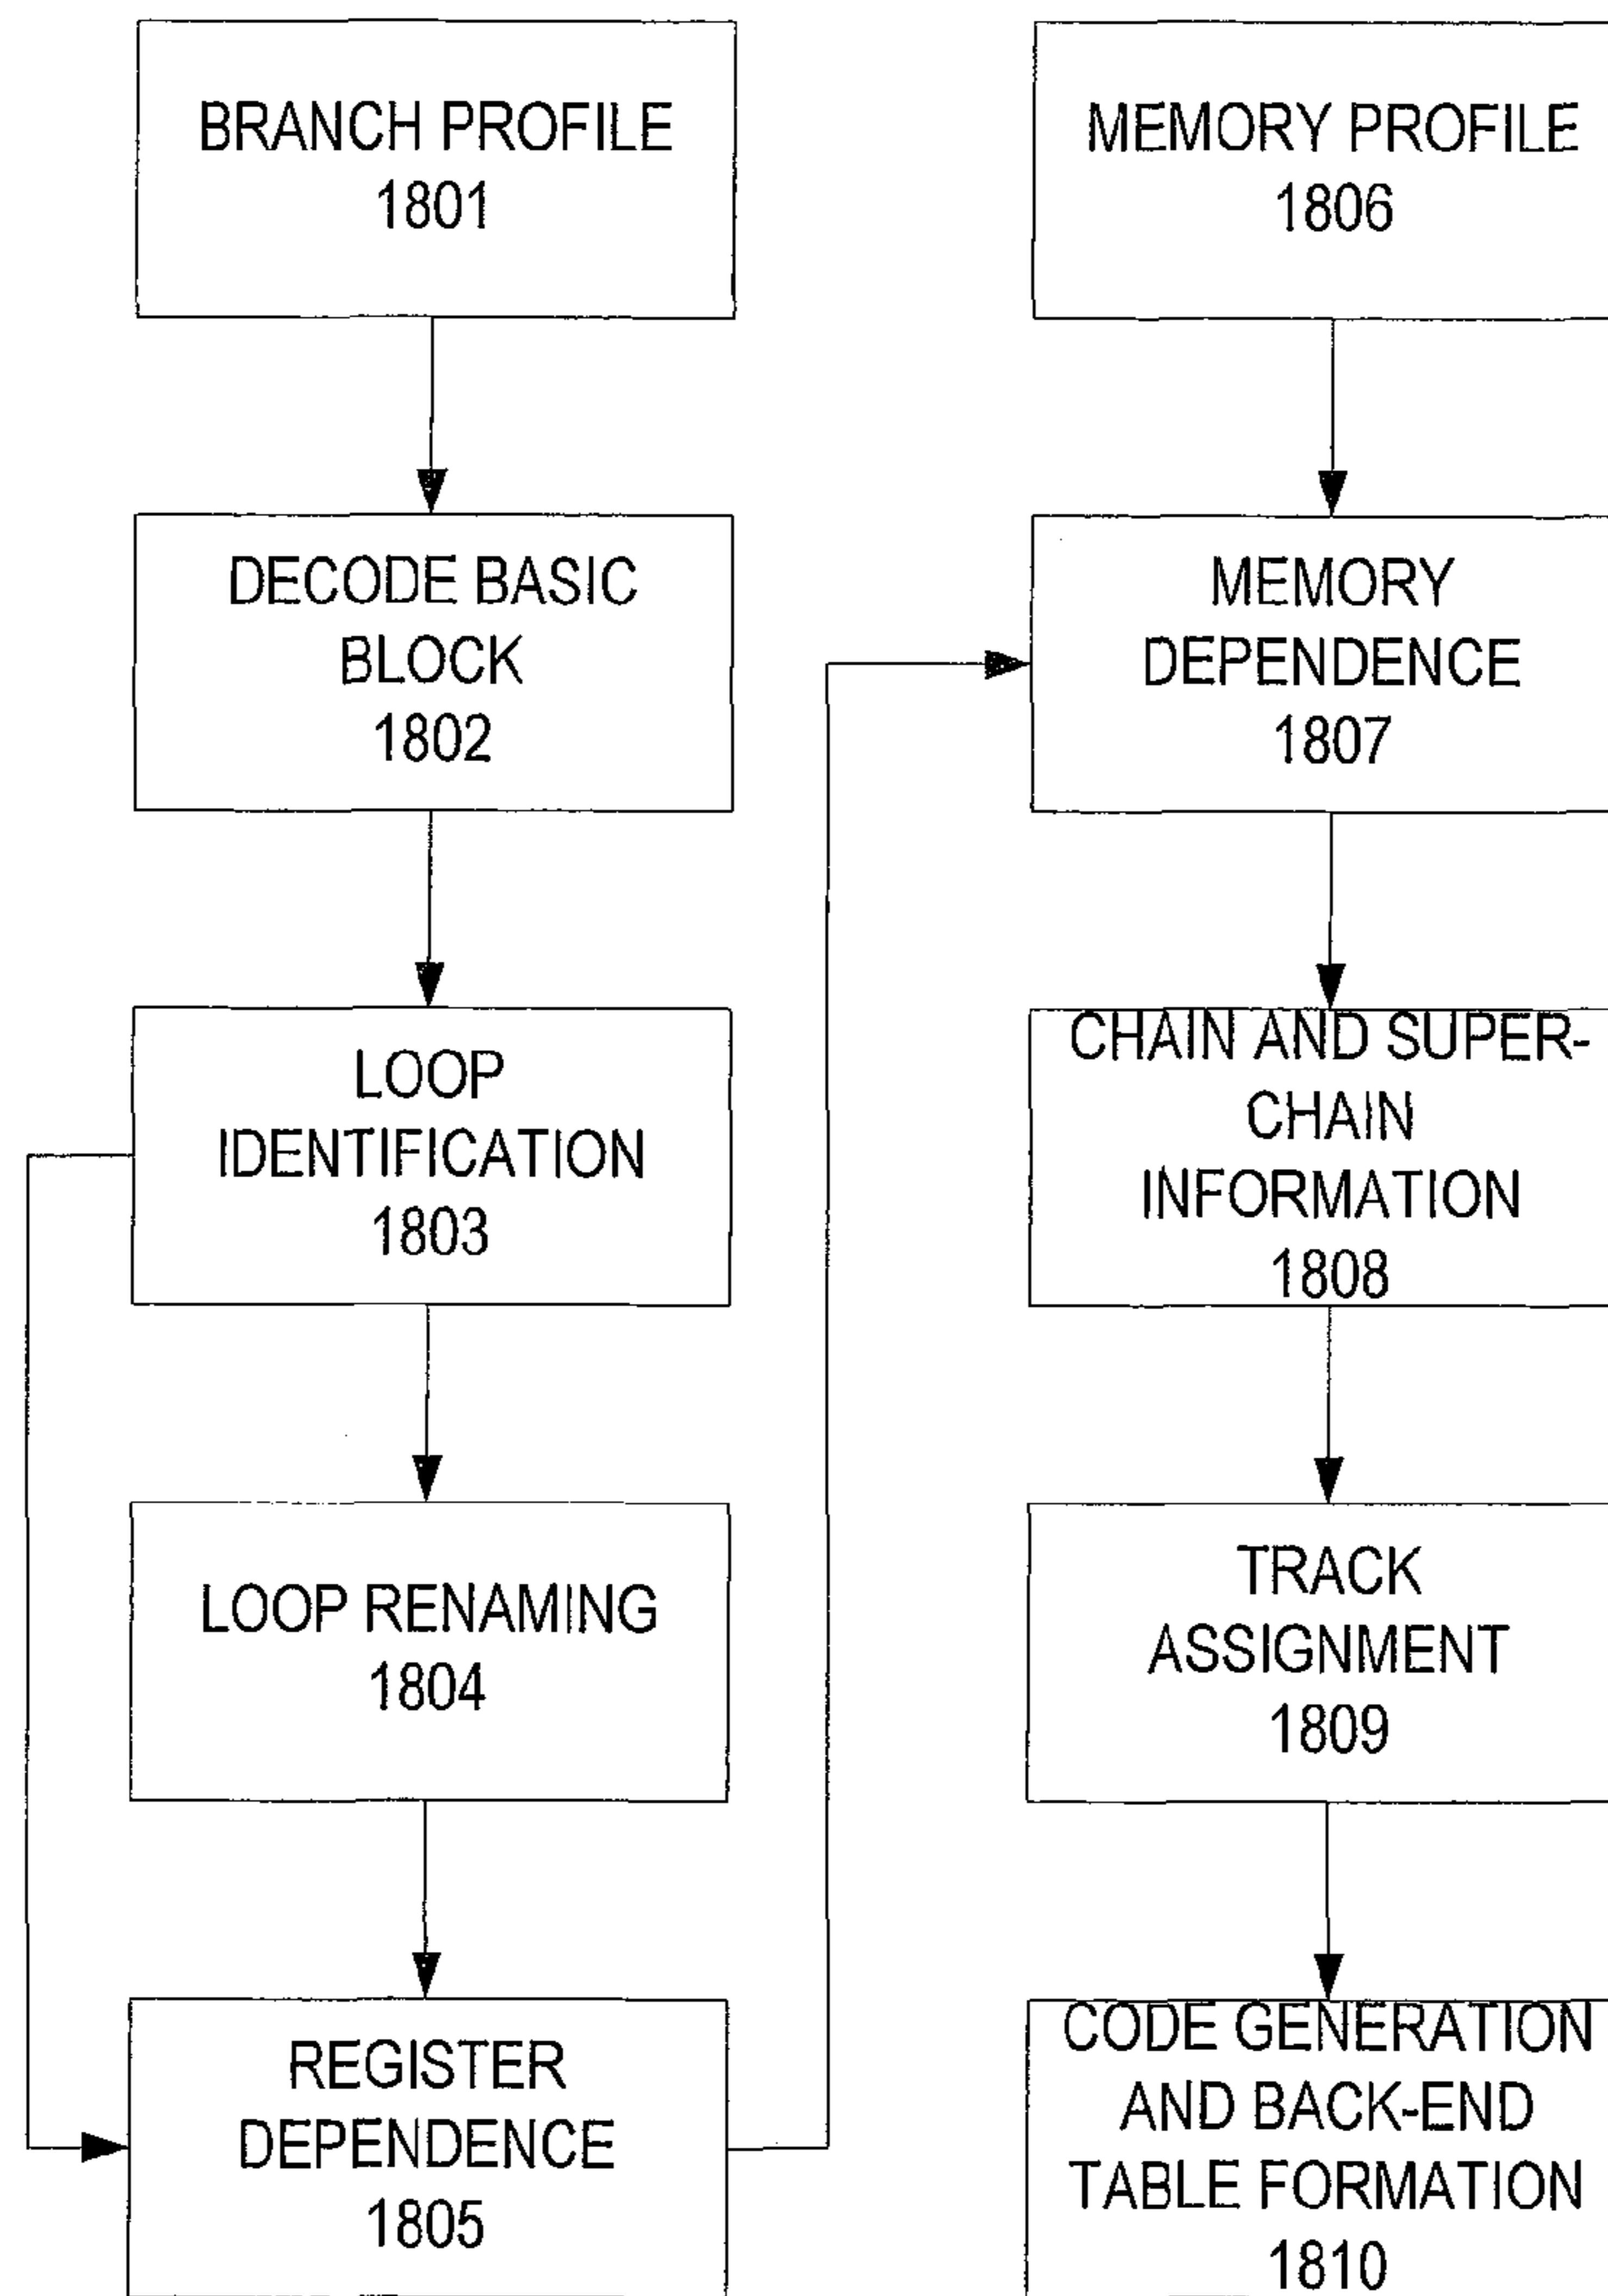 BRANCH PROFILE
1801
DECODE BASIC
BLOCK
1802
LOOP
IDENTIFICATION
1803
LOOP RENAMING
1804
REGISTER
DEPENDENCE
1805
MEMORY PROFILE
1806
MEMORY
DEPENDENCE
1807
CHAIN AND SUPER-
CHAIN
INFORMATION
1808
TRACK
ASSIGNMENT
1809
CODE GENERATION
AND BACK-END
TABLE FORMATION
1810